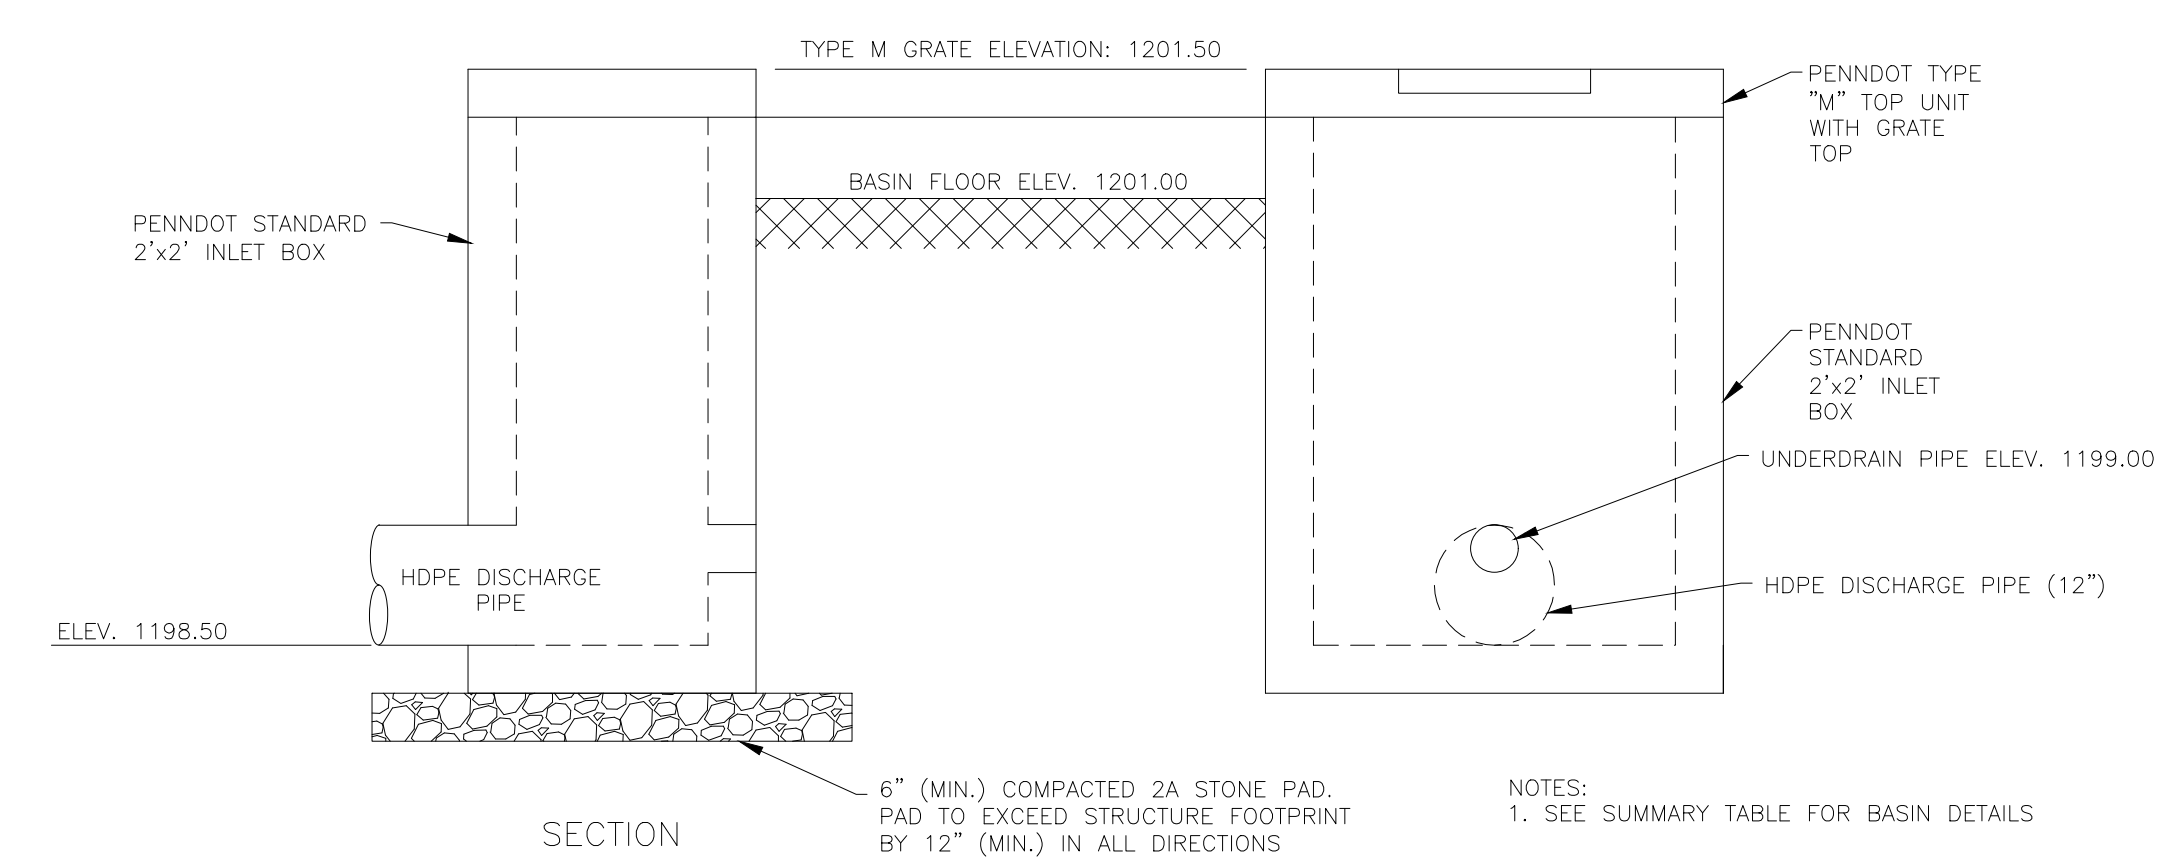 TYPE M GRATE ELEVATION: 1201.50
PENNDOT TYPE
"M" TOP UNIT
WITH GRATE
TOP
BASIN FLOOR ELEV. 1201.00
PENNDOT STANDARD
2'x2' INLET BOX
PENNDOT
STANDARD
2'x2' INLET
BOX
UNDERDRAIN PIPE ELEV. 1199.00
HDPE DISCHARGE
PIPE
HDPE DISCHARGE PIPE (12")
ELEV. 1198.50
6" (MIN.) COMPACTED 2A STONE PAD.
PAD TO EXCEED STRUCTURE FOOTPRINT
BY 12" (MIN.) IN ALL DIRECTIONS
NOTES:
1. SEE SUMMARY TABLE FOR BASIN DETAILS
SECTION